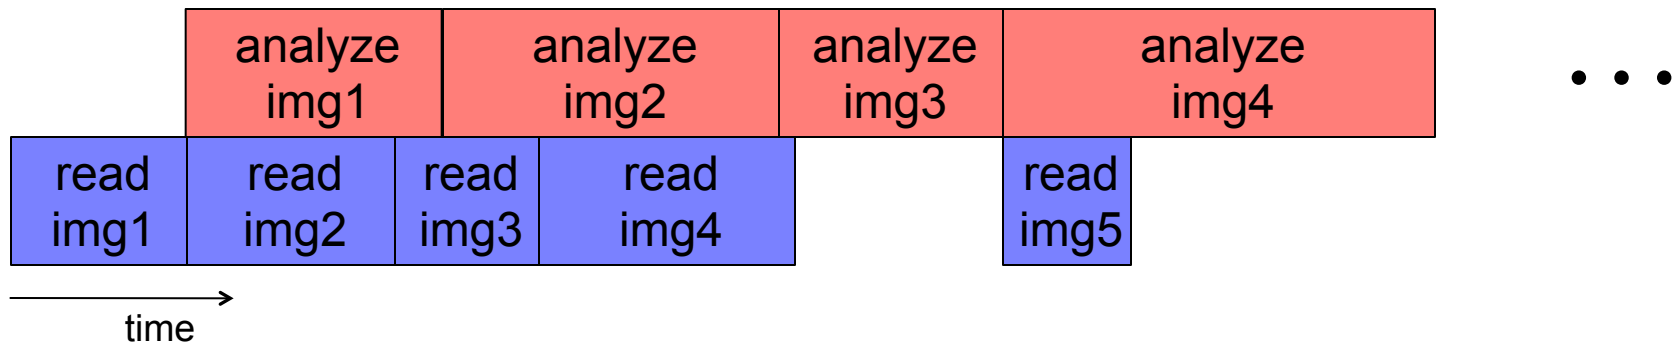 analyze
img1
analyze
img2
analyze
img3
analyze
img4
• • •
read
img1
read
img2
read
img3
read
img4
read
img5
time